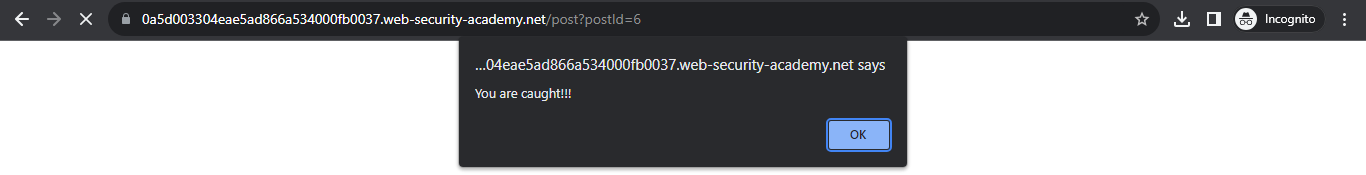 0a5d003304eae5ad866a534000fb0037.web-security-academy.net/post?postId=6
Incognito
...04eae5ad866a534000fb0037.web-security-academy.net says
You are caught!!!
OK